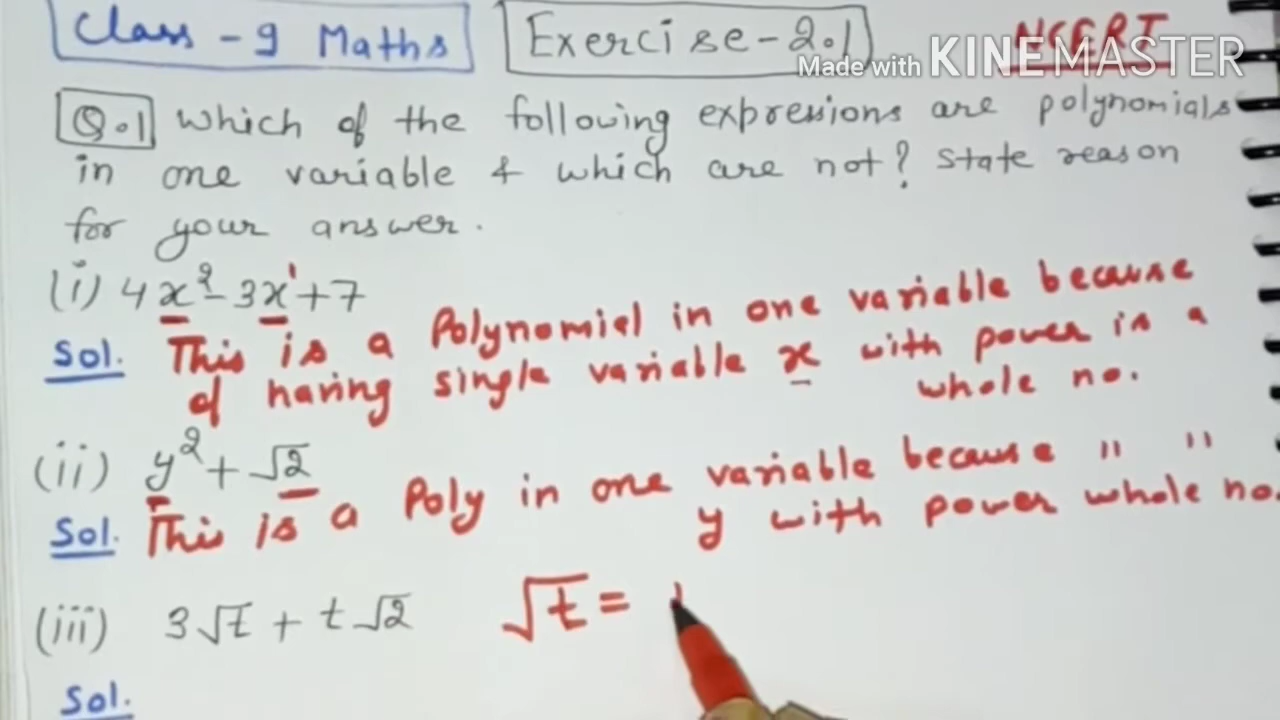 Class - 9 Maths Exercise - 2.1 NCERT
Made with KINEMASTER
Q.1 Which of the following expressions are polynomials
in one variable & which are not? State reason
for your answer.
(i) 4x² - 3x¹ + 7
Sol. This is a Polynomial in one variable because
of having single variable x with power is a
whole no.
(ii) y² + √2
Sol. This is a Poly in one variable because " "
y with power whole no.
(iii) 3√t + t√2 √t =
Sol.